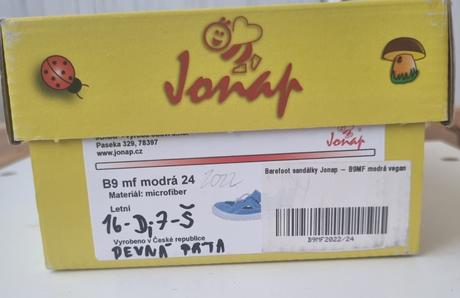 Jonap
Paseka 329, 78397
www.jonap.cz
Jonap
B9 mf modrá 24
2022
Materiál: microfiber
Letní
16-D,7-Š
Vyrobeno v České republice
PEVNÁ PATA
Barefoot sandálky Jonap – B9MF modrá vegan
B9MF2022/24